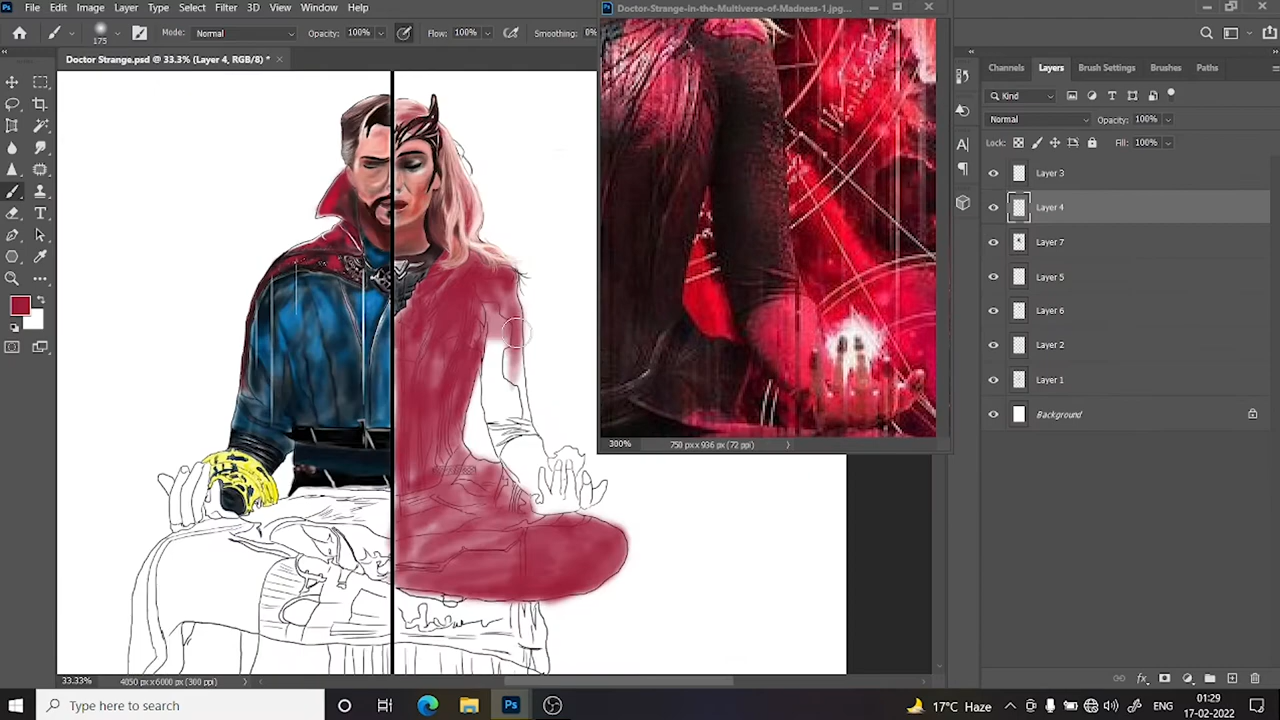 File Edit Image Layer Type Select Filter 3D View Window Help
Doctor-Strange-in-the-Multiverse-of-Madness-1.jpg...
175 Mode: Normal Opacity: 100% Flow: 100% Smoothing: 0%
Doctor Strange.psd @ 33.3% (Layer 4, RGB/8) *
Channels Layers Brush Settings Brushes Paths
Kind
Normal Opacity: 100%
Lock: Fill: 100%
Layer 3
Layer 4
Layer 7
Layer 5
Layer 6
Layer 2
Layer 1
Background
300% 750 px x 936 px (72 ppi)
33.33% 4050 px x 6000 px (300 ppi)
Type here to search
Ps
17°C Haze
ENG
01:29
17-02-2022